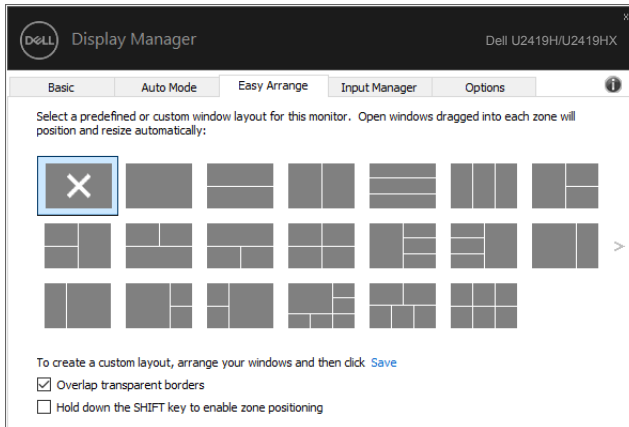 DELL Display Manager
Dell U2419H/U2419HX
Basic Auto Mode Easy Arrange Input Manager Options
Select a predefined or custom window layout for this monitor. Open windows dragged into each zone will
position and resize automatically:
To create a custom layout, arrange your windows and then click Save
Overlap transparent borders
Hold down the SHIFT key to enable zone positioning